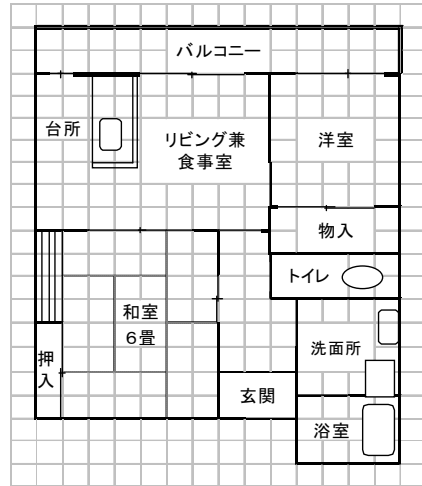 バルコニー
台所
リビング兼
食事室
洋室
物入
トイレ
和室
６畳
押
入
洗面所
玄関
浴室